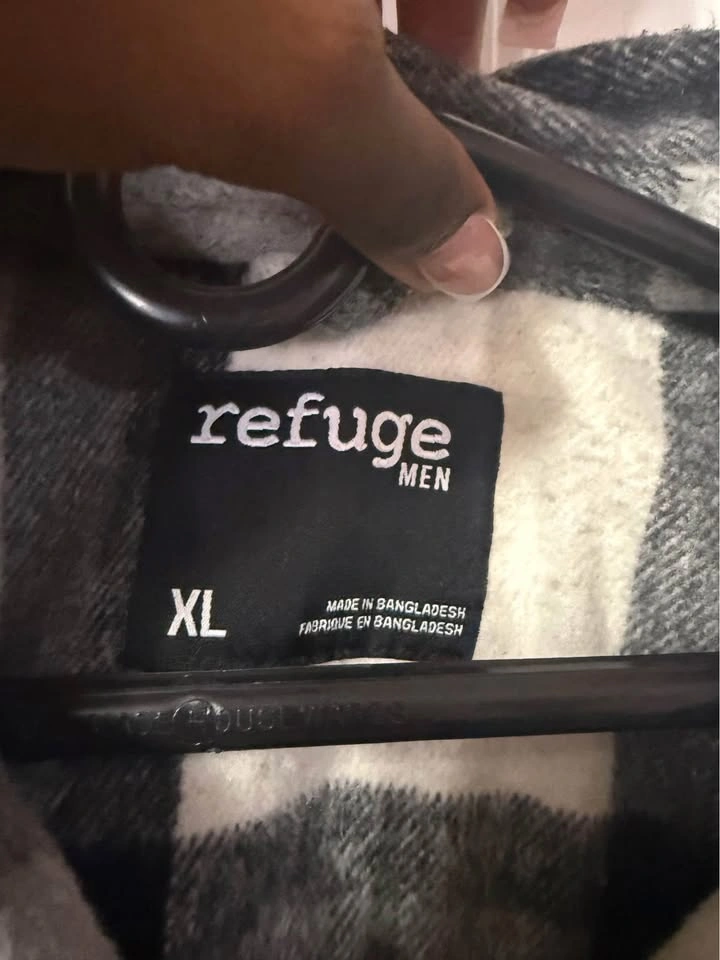 refuge
MEN
XL
MADE IN BANGLADESH
FABRIQUE EN BANGLADESH